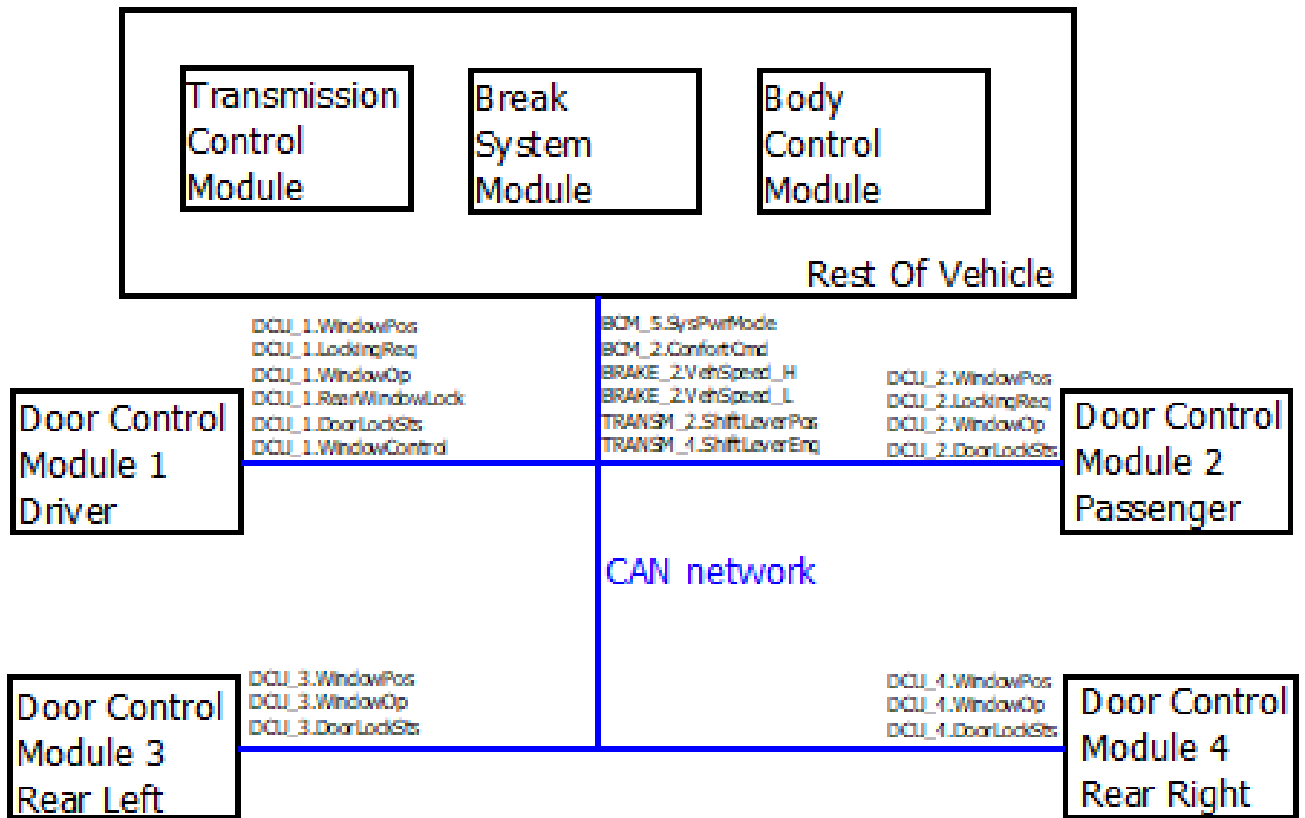 Transmission
Control
Module
Break
System
Module
Body
Control
Module
Rest Of Vehicle
DCU_1.WindowPos
DCU_1.LockingReq
DCU_1.WindowOp
DCU_1.RearWindowLock
DCU_1.DoorLockSts
DCU_1.WindowControl
BCM_5.SysPwrMode
BCM_2.ConfortCmd
BRAKE_2.VehSpeed_H
BRAKE_2.VehSpeed_L
TRANSM_2.ShiftLeverPos
TRANSM_4.ShiftLeverEng
DCU_2.WindowPos
DCU_2.LockingReq
DCU_2.WindowOp
DCU_2.DoorLockSts
Door Control
Module 1
Driver
Door Control
Module 2
Passenger
CAN network
DCU_3.WindowPos
DCU_3.WindowOp
DCU_3.DoorLockSts
DCU_4.WindowPos
DCU_4.WindowOp
DCU_4.DoorLockSts
Door Control
Module 3
Rear Left
Door Control
Module 4
Rear Right